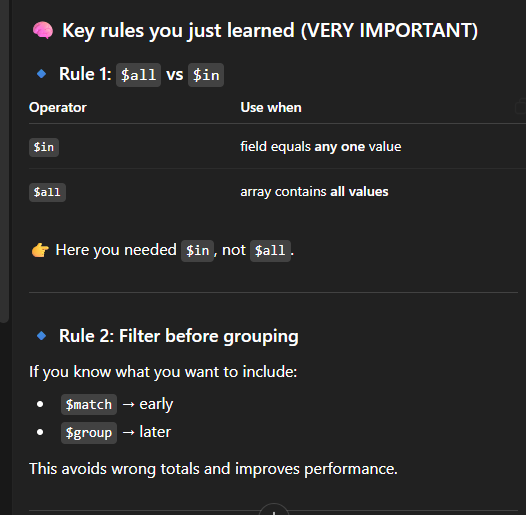 🧠 Key rules you just learned (VERY IMPORTANT)
🔹 Rule 1: $all vs $in
Operator Use when
$in field equals any one value
$all array contains all values
👉 Here you needed $in, not $all.
🔹 Rule 2: Filter before grouping
If you know what you want to include:
• $match → early
• $group → later
This avoids wrong totals and improves performance.